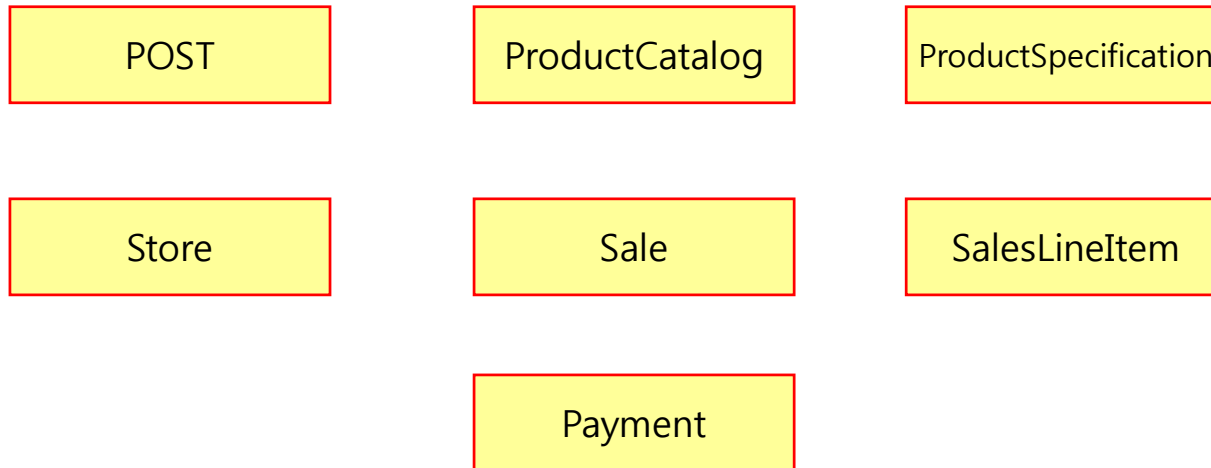 POST
ProductCatalog
ProductSpecification
Store
Sale
SalesLineItem
Payment